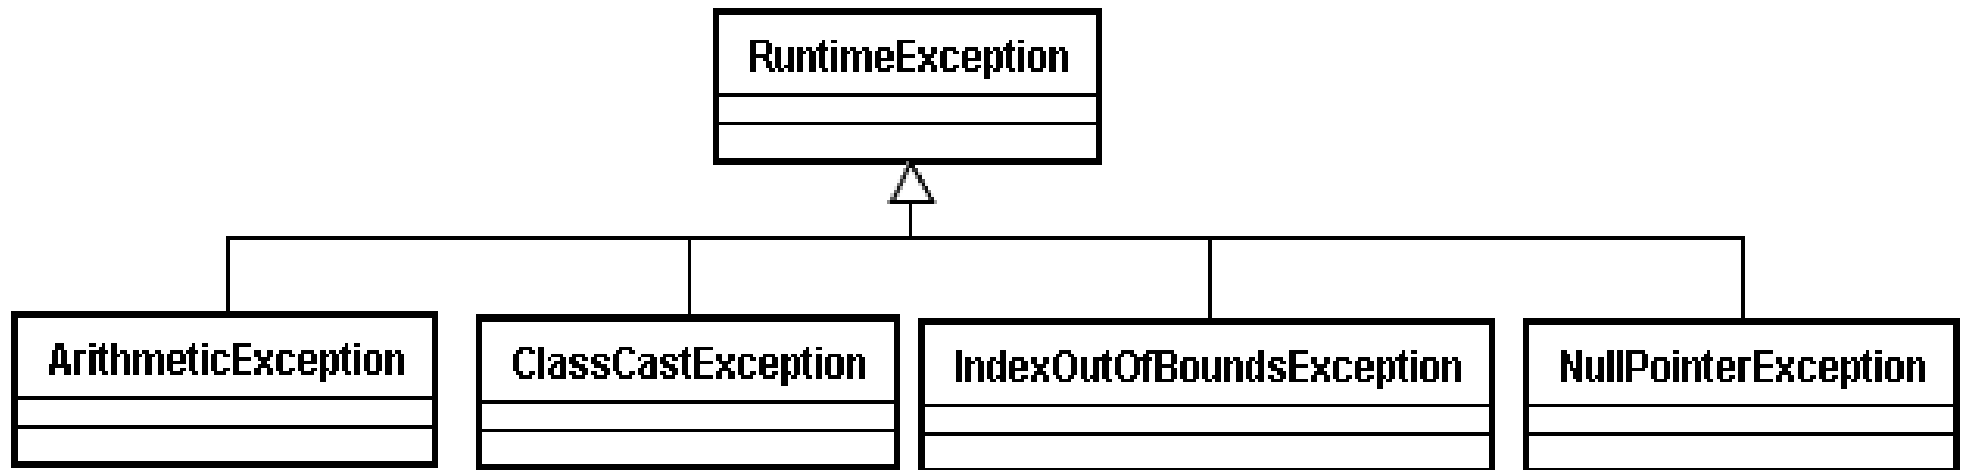 RuntimeException
ArithmeticException
ClassCastException
IndexOutOfBoundsException
NullPointerException